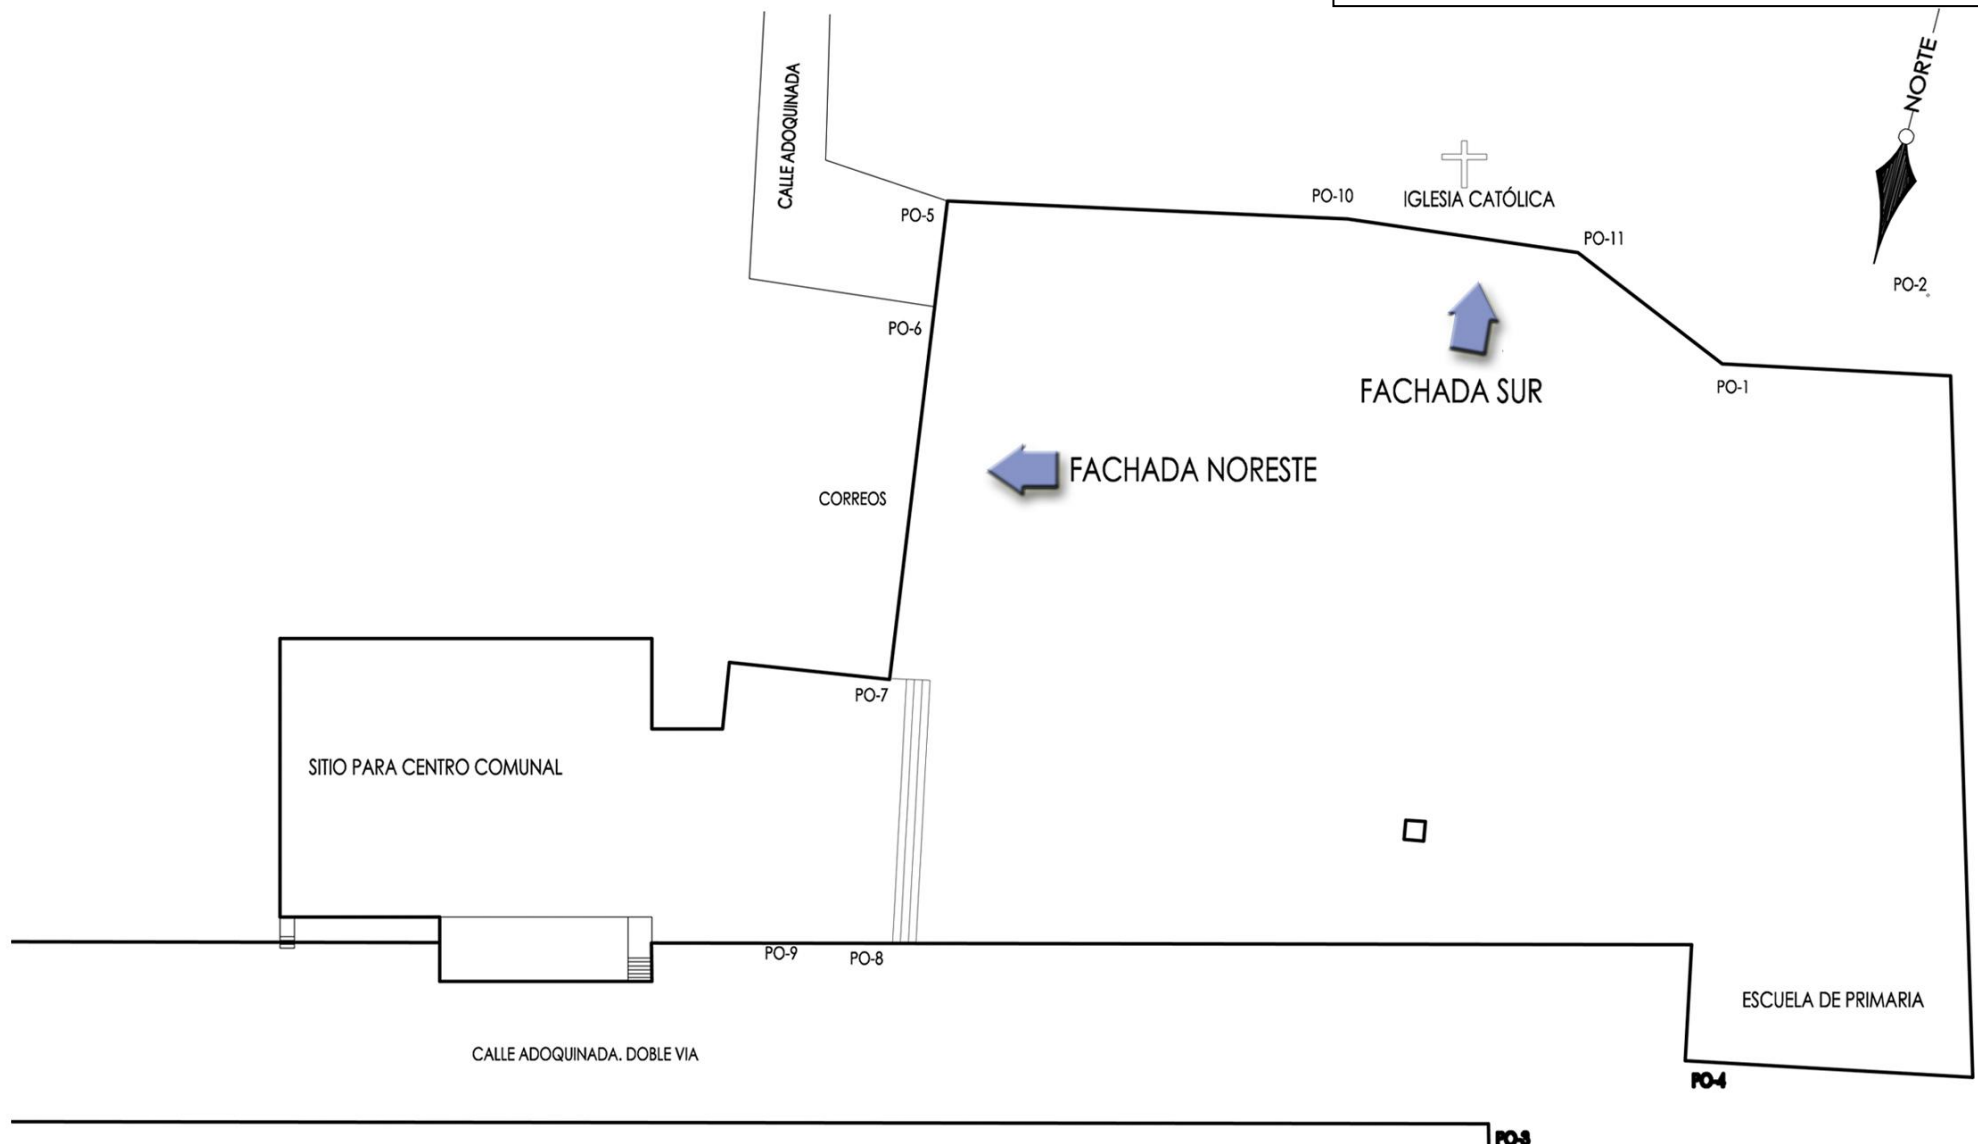 NORTE
CALLE ADOQUINADA
PO-10
IGLESIA CATÓLICA
PO-5
PO-11
PO-2
PO-6
FACHADA SUR
PO-1
FACHADA NORESTE
CORREOS
PO-7
SITIO PARA CENTRO COMUNAL
PO-9
PO-8
ESCUELA DE PRIMARIA
CALLE ADOQUINADA. DOBLE VIA
PO-4
PO-3